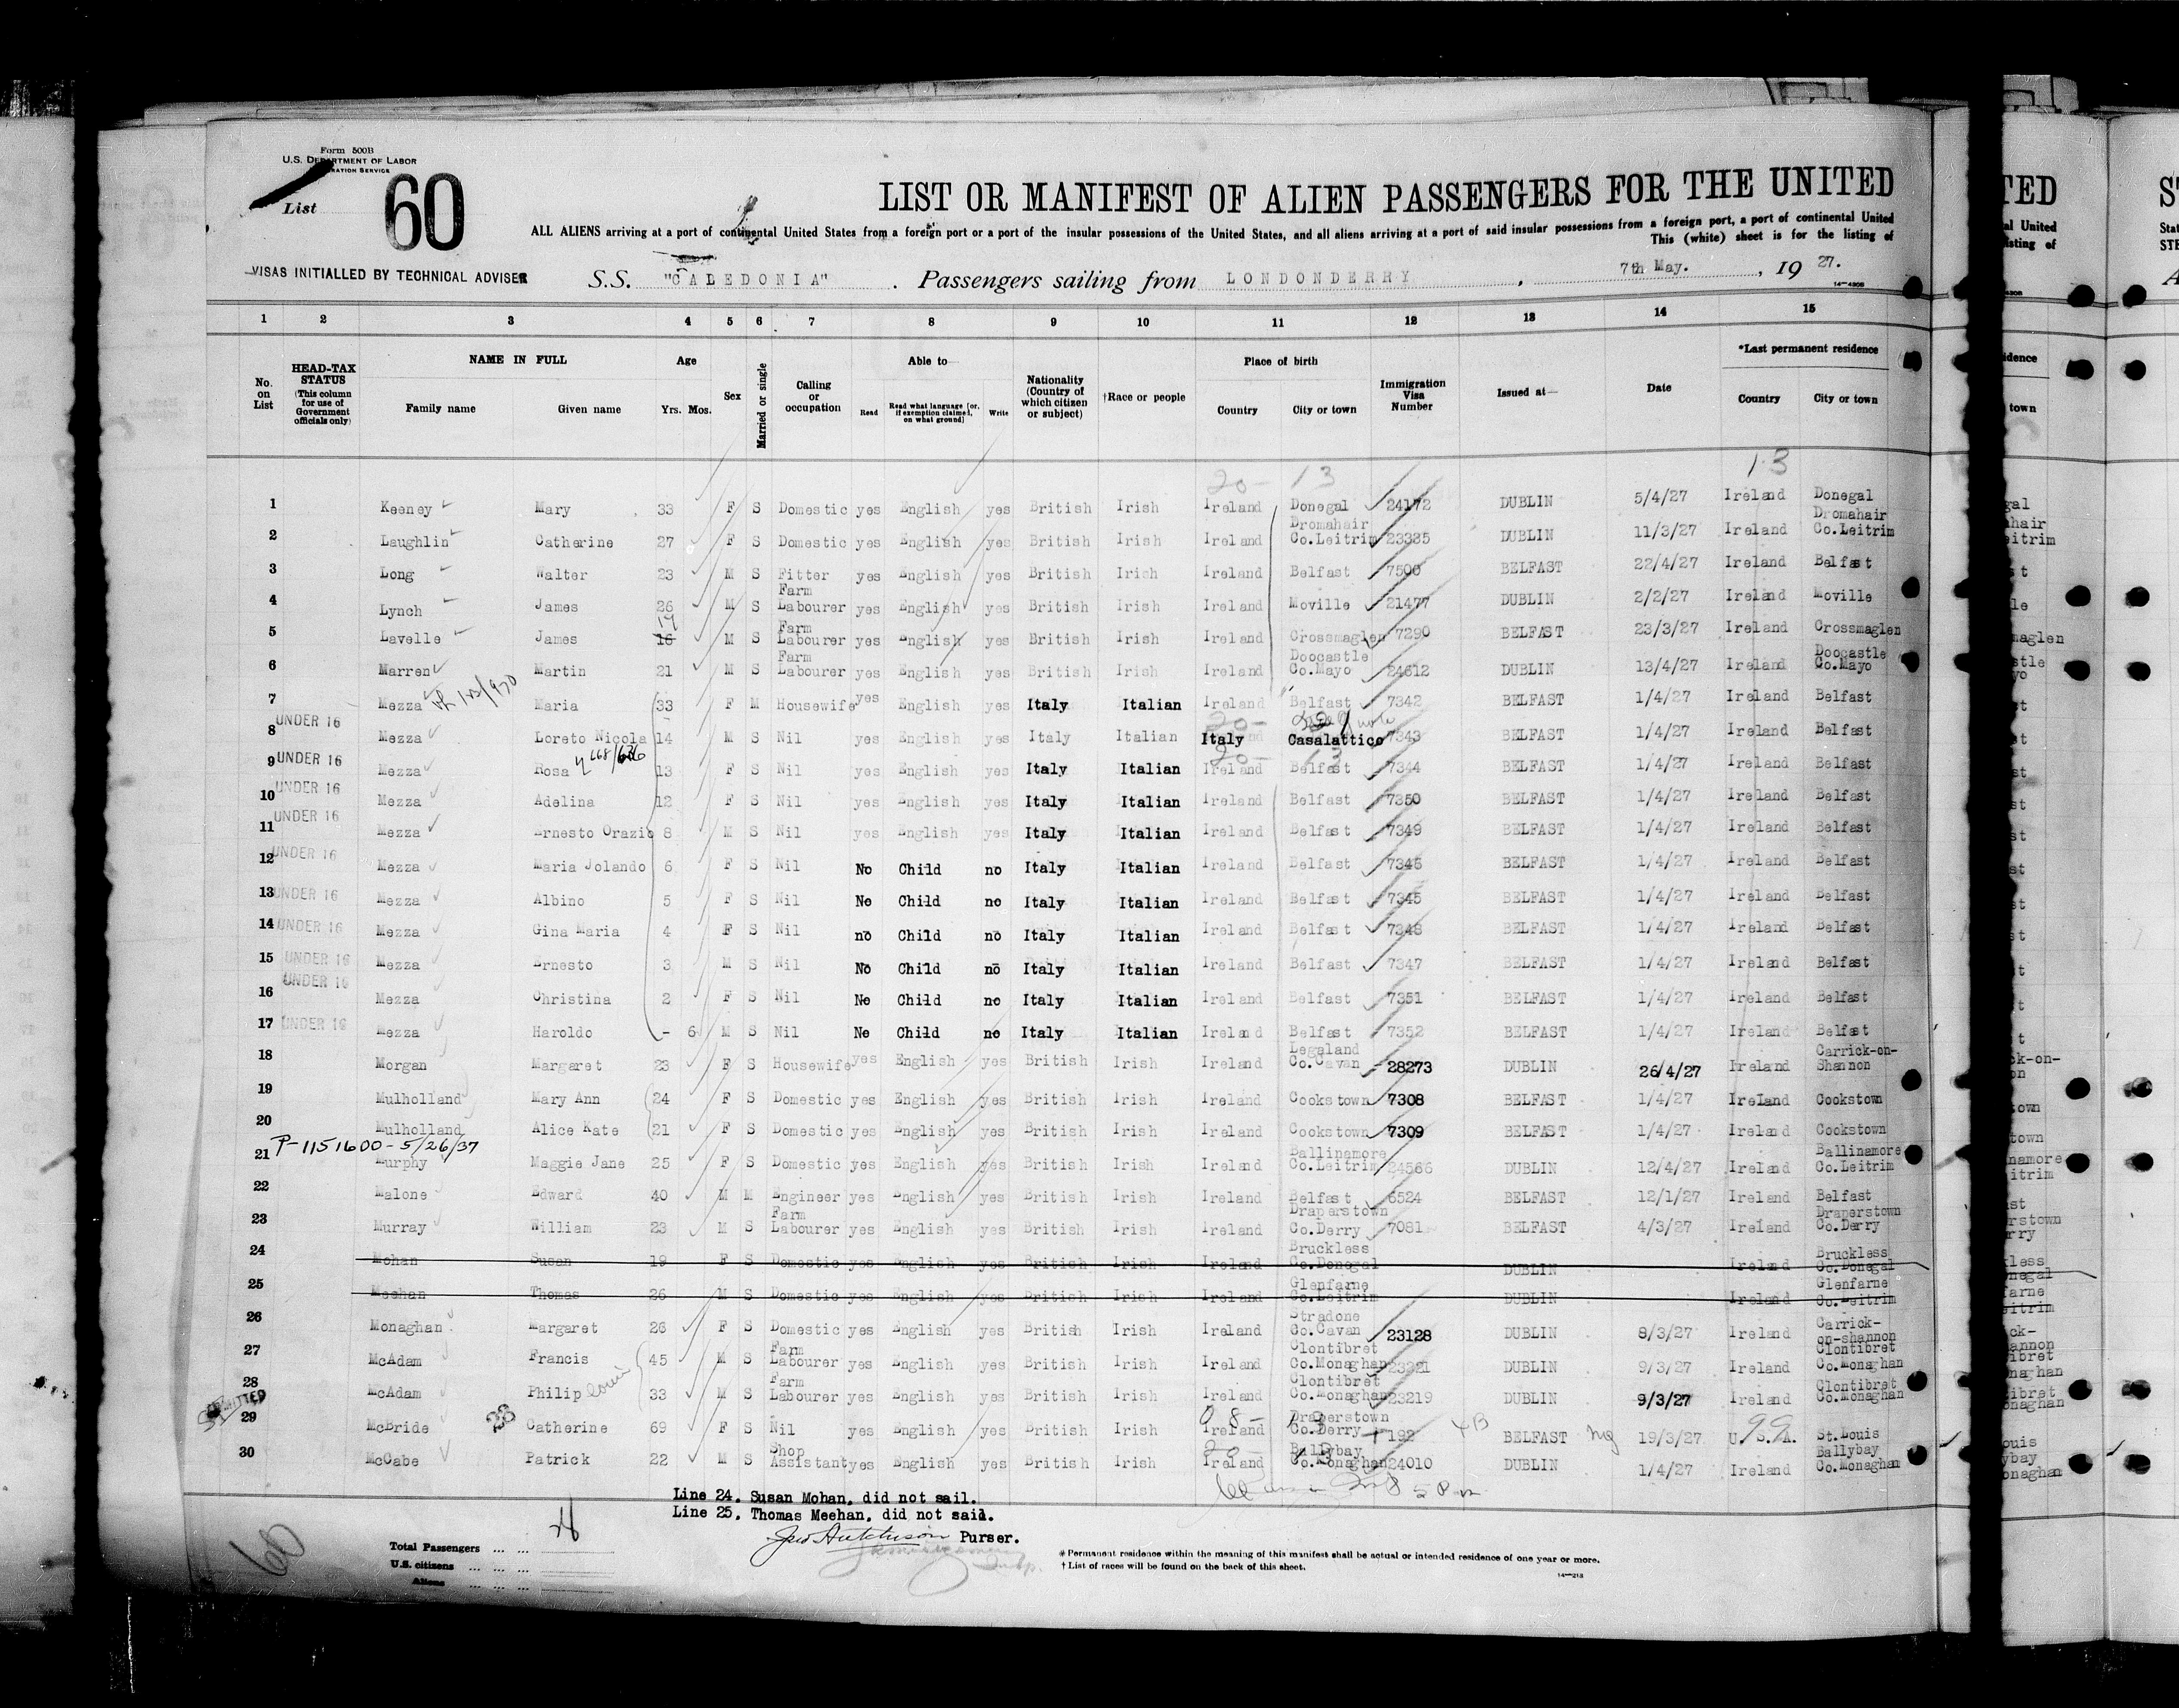 Form 500B
U.S. DEPARTMENT OF LABOR
List 60
LIST OR MANIFEST OF ALIEN PASSENGERS FOR THE UNITED
ALL ALIENS arriving at a port of continental United States from a foreign port or a port of the insular possessions of the United States, and all aliens arriving at a port of said insular possessions from a foreign port, a port of continental United
This (white) sheet is for the listing of
VISAS INITIALLED BY TECHNICAL ADVISER
S.S. "CALEDONIA" . Passengers sailing from LONDONDERRY , 7th May. , 19 27.
1 2 3 4 5 6 7 8 9 10 11 12 13 14 15
No. on List
HEAD-TAX STATUS (This column for use of Government officials only)
NAME IN FULL Family name Given name
Age Yrs. Mos.
Sex
Married or single
Calling or occupation
Able to— Read Read what language [or, if exemption claimed, on what ground] Write
Nationality (Country of which citizen or subject)
†Race or people
Place of birth Country City or town
Immigration Visa Number
Issued at—
Date
*Last permanent residence Country City or town
20- 13 13
1 Keeney Mary 33 F S Domestic yes English yes British Irish Ireland Donegal 24172 DUBLIN 5/4/27 Ireland Donegal
2 Laughlin Catherine 27 F S Domestic yes English yes British Irish Ireland Dromahair Co.Leitrim 23335 DUBLIN 11/3/27 Ireland Dromahair Co.Leitrim
3 Long Walter 23 M S Fitter yes English yes British Irish Ireland Belfast 7500 BELFAST 22/4/27 Ireland Belfast
4 Lynch James 26 M S Farm Labourer yes English yes British Irish Ireland Moville 21477 DUBLIN 2/2/27 Ireland Moville
5 Lavelle James 16 M S Farm Labourer yes English yes British Irish Ireland Crossmaglen 7290 BELFAST 23/3/27 Ireland Crossmaglen
6 Marren Martin 21 M S Farm Labourer yes English yes British Irish Ireland Doocastle Co.Mayo 24612 DUBLIN 13/4/27 Ireland Doocastle Co.Mayo
7 Mezza Maria 33 F M Housewife yes English yes Italy Italian Ireland Belfast 7342 BELFAST 1/4/27 Ireland Belfast
8 UNDER 16 Mezza Loreto Nicola 14 M S Nil yes English yes Italy Italian Italy Casalattico 7343 BELFAST 1/4/27 Ireland Belfast
9 UNDER 16 Mezza Rosa 13 F S Nil yes English yes Italy Italian Ireland Belfast 7344 BELFAST 1/4/27 Ireland Belfast
10 UNDER 16 Mezza Adelina 12 F S Nil yes English yes Italy Italian Ireland Belfast 7350 BELFAST 1/4/27 Ireland Belfast
11 UNDER 16 Mezza Ernesto Orazio 8 M S Nil yes English yes Italy Italian Ireland Belfast 7349 BELFAST 1/4/27 Ireland Belfast
12 UNDER 16 Mezza Maria Jolando 6 F S Nil No Child no Italy Italian Ireland Belfast 7346 BELFAST 1/4/27 Ireland Belfast
13 UNDER 16 Mezza Albino 5 F S Nil No Child no Italy Italian Ireland Belfast 7345 BELFAST 1/4/27 Ireland Belfast
14 UNDER 16 Mezza Gina Maria 4 F S Nil no Child no Italy Italian Ireland Belfast 7348 BELFAST 1/4/27 Ireland Belfast
15 UNDER 16 Mezza Ernesto 3 M S Nil No Child no Italy Italian Ireland Belfast 7347 BELFAST 1/4/27 Ireland Belfast
16 UNDER 16 Mezza Christina 2 F S Nil No Child no Italy Italian Ireland Belfast 7351 BELFAST 1/4/27 Ireland Belfast
17 UNDER 16 Mezza Haroldo - 6 M S Nil No Child no Italy Italian Ireland Belfast 7352 BELFAST 1/4/27 Ireland Belfast
18 Morgan Margaret 23 F S Housewife yes English yes British Irish Ireland Legaland Co.Cavan 28273 DUBLIN 26/4/27 Ireland Carrick-on-Shannon
19 Mulholland Mary Ann 24 F S Domestic yes English yes British Irish Ireland Cookstown 7308 BELFAST 1/4/27 Ireland Cookstown
20 Mulholland Alice Kate 21 F S Domestic yes English yes British Irish Ireland Cookstown 7309 BELFAST 1/4/27 Ireland Cookstown
P-1151600-5/26/37
21 Murphy Maggie Jane 25 F S Domestic yes English yes British Irish Ireland Ballinamore Co.Leitrim 24566 DUBLIN 12/4/27 Ireland Ballinamore Co.Leitrim
22 Malone Edward 40 M M Engineer yes English yes British Irish Ireland Belfast 6524 BELFAST 12/1/27 Ireland Belfast
23 Murray William 23 M S Farm Labourer yes English yes British Irish Ireland Draperstown Co.Derry 7081 BELFAST 4/3/27 Ireland Draperstown Co.Derry
24 Mohan Susan 19 F S Domestic yes English yes British Irish Ireland Bruckless Co.Donegal DUBLIN Ireland Bruckless Co.Donegal
25 Meehan Thomas 26 M S Domestic yes English yes British Irish Ireland Glenfarne Co.Leitrim DUBLIN Ireland Glenfarne Co.Leitrim
26 Monaghan Margaret 26 F S Domestic yes English yes British Irish Ireland Stradone Co.Cavan 23128 DUBLIN 8/3/27 Ireland Carrick-on-shannon
27 McAdam Francis 45 M S Farm Labourer yes English yes British Irish Ireland Clontibret Co.Monaghan 23221 DUBLIN 9/3/27 Ireland Clontibret Co.Monaghan
28 McAdam Philip 33 M S Farm Labourer yes English yes British Irish Ireland Clontibret Co.Monaghan 23219 DUBLIN 9/3/27 Ireland Clontibret Co.Monaghan
29 McBride Catherine 69 F S Nil yes English yes British Irish Ireland Draperstown Co.Derry 192 BELFAST 19/3/27 U.S.A. St.Louis
30 McCabe Patrick 22 M S Shop Assistant yes English yes British Irish Ireland Ballybay Co.Monaghan 24010 DUBLIN 1/4/27 Ireland Ballybay Co.Monaghan
Line 24. Susan Mohan, did not sail.
Line 25. Thomas Meehan, did not said.
Jno Hutchison Purser.
Total Passengers ... ...
U.S. citizens ... ... ...
Aliens ... ... ...
* Permanent residence within the meaning of this manifest shall be actual or intended residence of one year or more.
† List of races will be found on the back of this sheet.
14—213
60